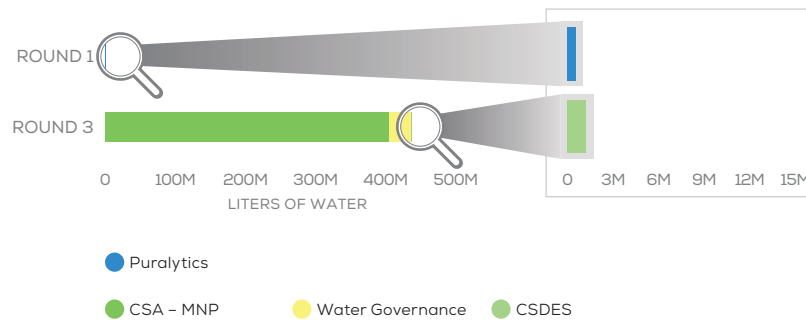 ROUND 1
ROUND 3
0 100M 200M 300M 400M 500M 0 3M 6M 9M 12M 15M
LITERS OF WATER
Puralytics
CSA – MNP Water Governance CSDES